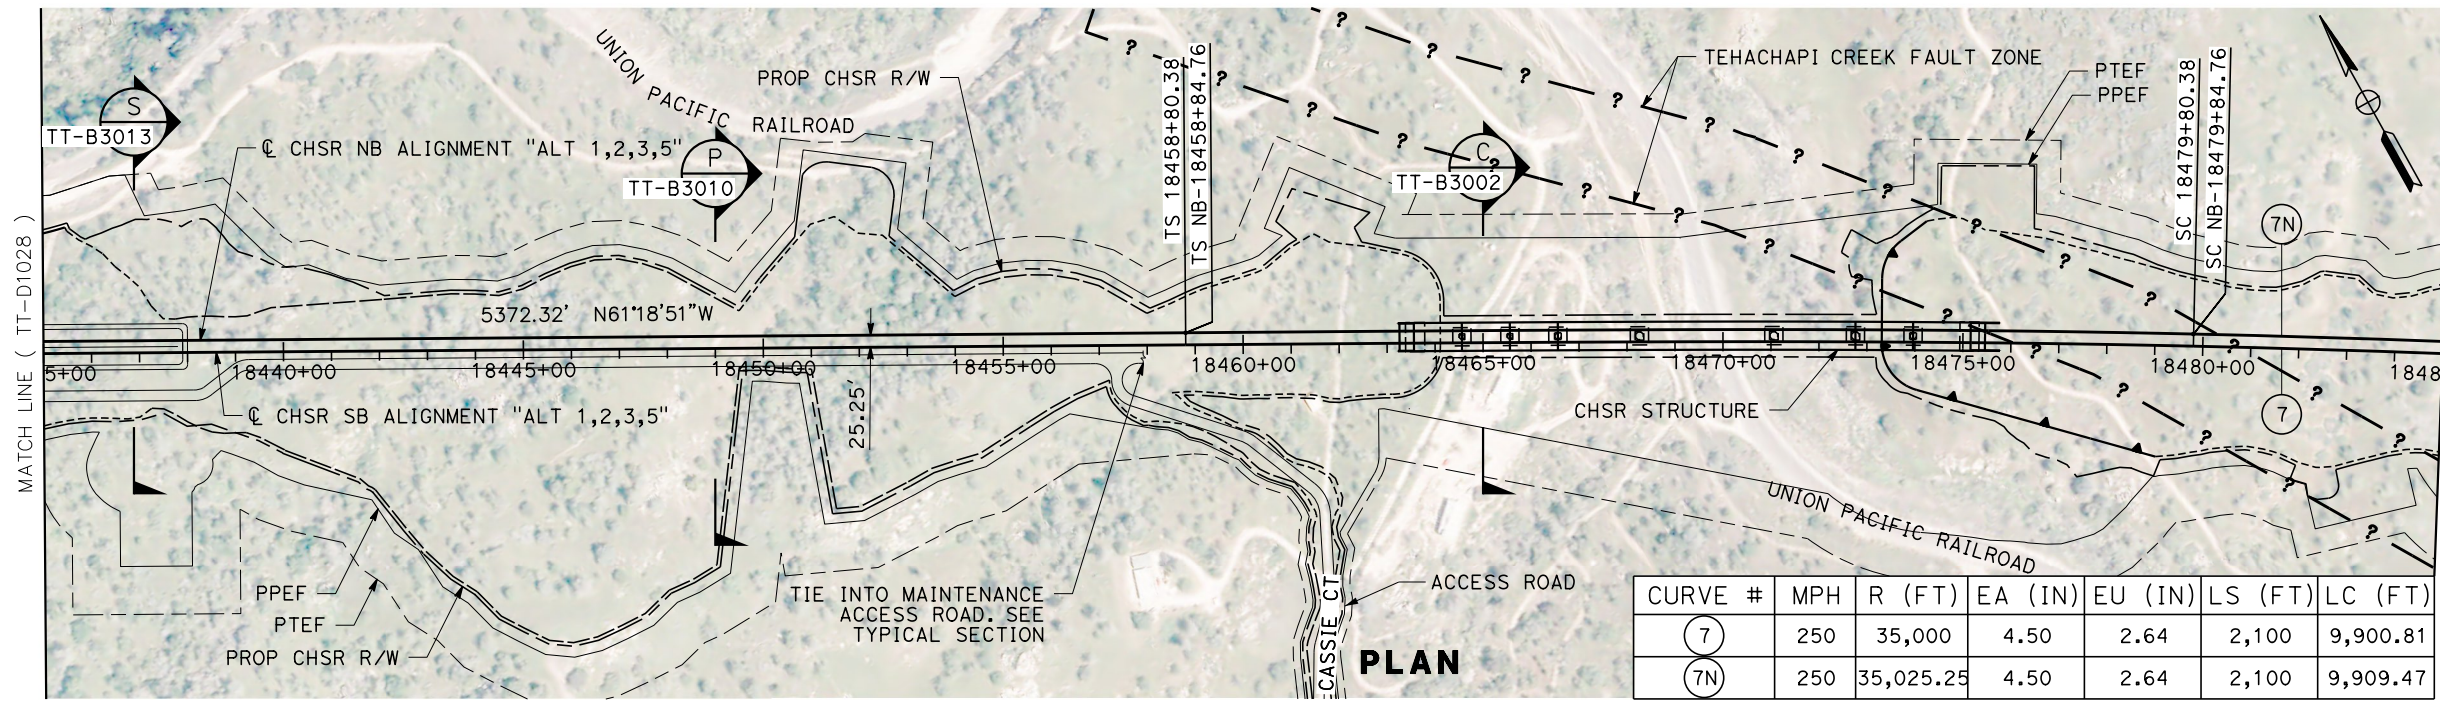 UNION PACIFIC RAILROAD
PROP CHSR R/W
TEHACHAPI CREEK FAULT ZONE
PTEF
PPEF
S
TT-B3013
℄ CHSR NB ALIGNMENT "ALT 1,2,3,5"
P
TT-B3010
TS 18458+80.38
TS NB-18458+84.76
C
TT-B3002
SC 18479+80.38
SC NB-18479+84.76
7N
MATCH LINE ( TT-D1028 )
5372.32' N61°18'51"W
5+00
18440+00
18445+00
18450+00
18455+00
18460+00
18465+00
18470+00
18475+00
18480+00
1848
℄ CHSR SB ALIGNMENT "ALT 1,2,3,5"
25.25'
CHSR STRUCTURE
7
UNION PACIFIC RAILROAD
PPEF
PTEF
PROP CHSR R/W
TIE INTO MAINTENANCE
ACCESS ROAD. SEE
TYPICAL SECTION
ACCESS ROAD
CASSIE CT
PLAN
CURVE # MPH R (FT) EA (IN) EU (IN) LS (FT) LC (FT)
7 250 35,000 4.50 2.64 2,100 9,900.81
7N 250 35,025.25 4.50 2.64 2,100 9,909.47